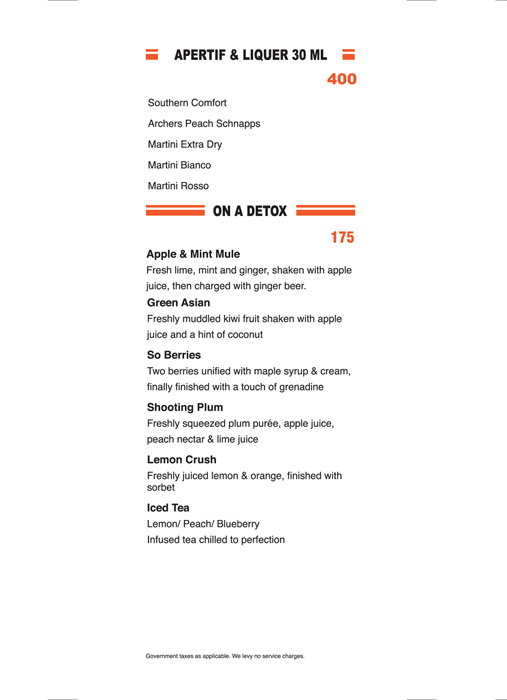 APERTIF & LIQUER 30 ML
400
Southern Comfort
Archers Peach Schnapps
Martini Extra Dry
Martini Bianco
Martini Rosso
ON A DETOX
175
Apple & Mint Mule
Fresh lime, mint and ginger, shaken with apple
juice, then charged with ginger beer.
Green Asian
Freshly muddled kiwi fruit shaken with apple
juice and a hint of coconut
So Berries
Two berries unified with maple syrup & cream,
finally finished with a touch of grenadine
Shooting Plum
Freshly squeezed plum purée, apple juice,
peach nectar & lime juice
Lemon Crush
Freshly juiced lemon & orange, finished with
sorbet
Iced Tea
Lemon/ Peach/ Blueberry
Infused tea chilled to perfection
Government taxes as applicable. We levy no service charges.